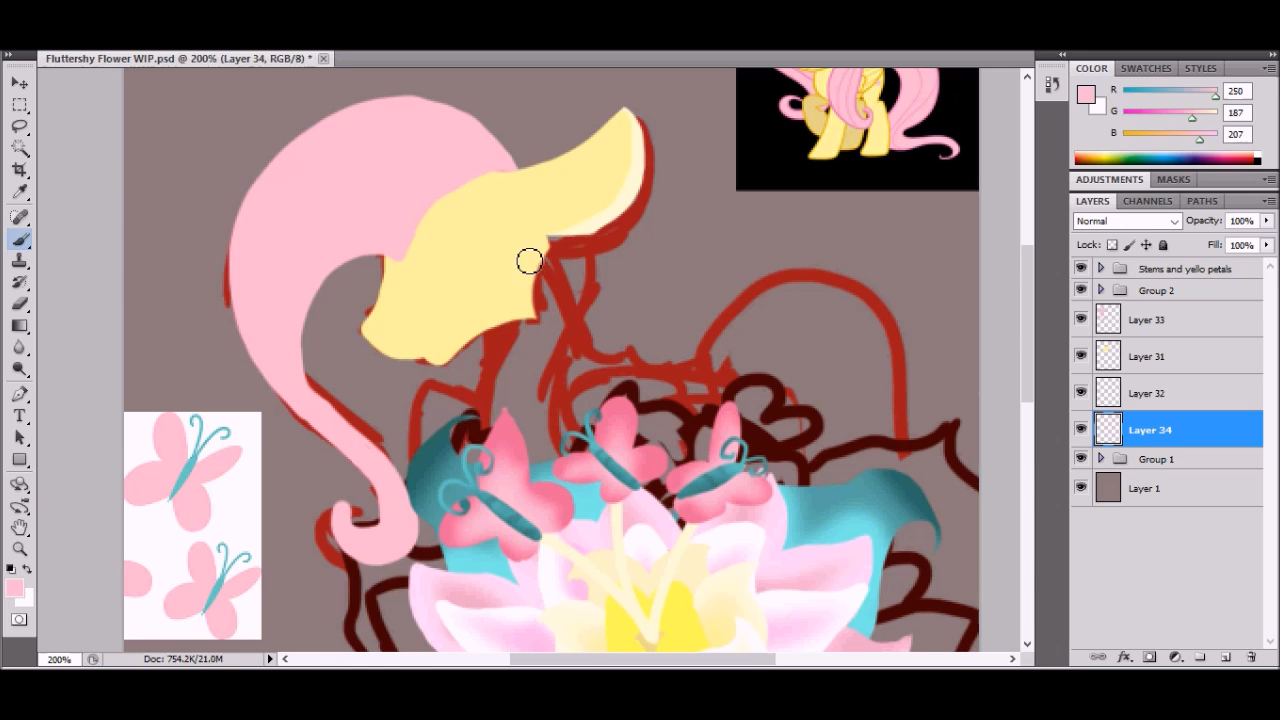 Fluttershy Flower WIP.psd @ 200% (Layer 34, RGB/8) *
COLOR SWATCHES STYLES
R 250
G 187
B 207
ADJUSTMENTS MASKS
LAYERS CHANNELS PATHS
Normal Opacity: 100%
Lock: Fill: 100%
Stems and yello petals
Group 2
Layer 33
Layer 31
Layer 32
Layer 34
Group 1
Layer 1
200% Doc: 754.2K/21.0M